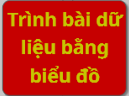 Trình bài dữ
liệu bằng
biểu đồ